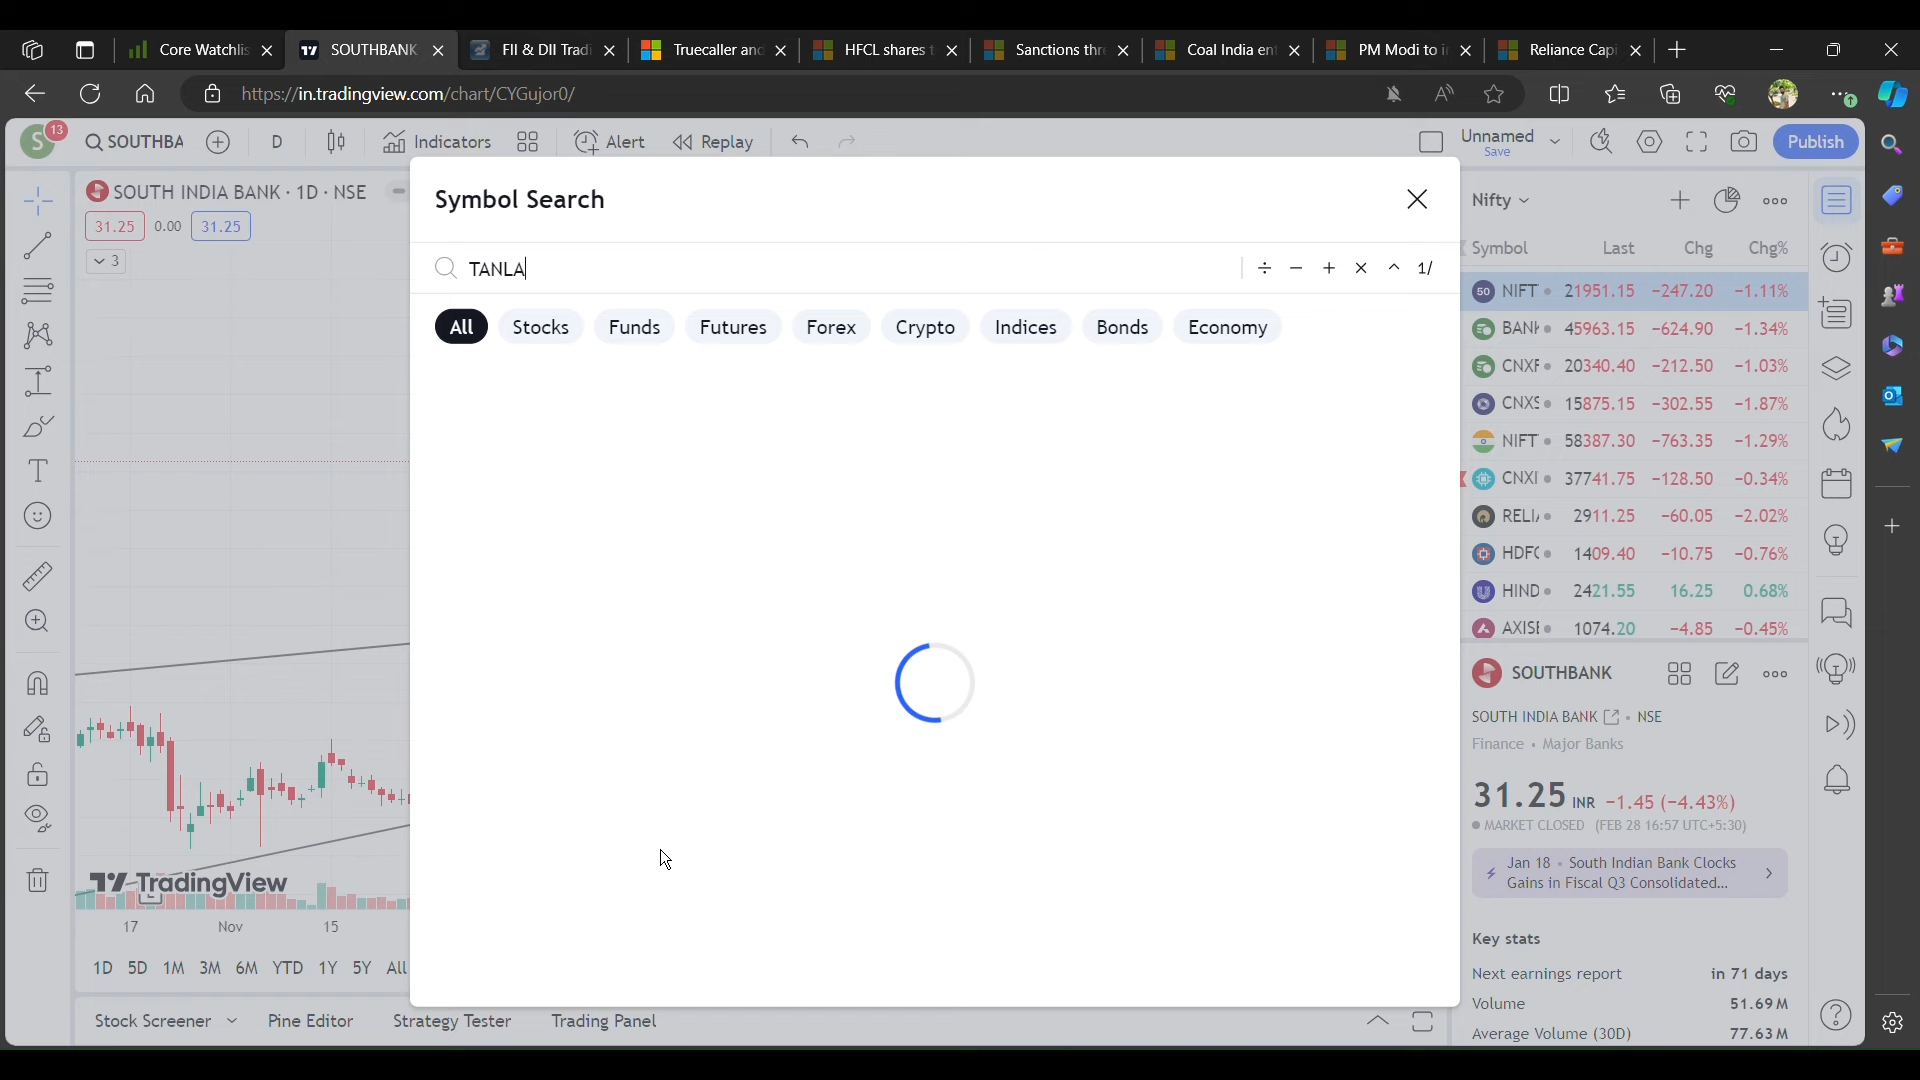 Core Watchlis
SOUTHBANK
FII & DII Tradi
Truecaller and
HFCL shares t
Sanctions thr
Coal India en
PM Modi to i
Reliance Capi
https://in.tradingview.com/chart/CYGujor0/
S 13
SOUTHBA
D
Indicators
Alert
Replay
Unnamed
Save
Publish
SOUTH INDIA BANK · 1D · NSE
31.25 0.00 31.25
3
Symbol Search
TANLA
÷ − + × ^ 1/
All Stocks Funds Futures Forex Crypto Indices Bonds Economy
Nifty
Symbol Last Chg Chg%
50 NIFT 21951.15 −247.20 −1.11%
BANK 45963.15 −624.90 −1.34%
CNXF 20340.40 −212.50 −1.03%
CNXS 15875.15 −302.55 −1.87%
NIFT 58387.30 −763.35 −1.29%
CNXI 37741.75 −128.50 −0.34%
RELI 2911.25 −60.05 −2.02%
HDFC 1409.40 −10.75 −0.76%
HIND 2421.55 16.25 0.68%
AXISB 1074.20 −4.85 −0.45%
SOUTHBANK
SOUTH INDIA BANK • NSE
Finance • Major Banks
31.25 INR −1.45 (−4.43%)
MARKET CLOSED (FEB 28 16:57 UTC+5:30)
Jan 18 • South Indian Bank Clocks
Gains in Fiscal Q3 Consolidated...
Key stats
Next earnings report in 71 days
Volume 51.69M
Average Volume (30D) 77.63M
TradingView
17 Nov 15
1D 5D 1M 3M 6M YTD 1Y 5Y All
Stock Screener Pine Editor Strategy Tester Trading Panel